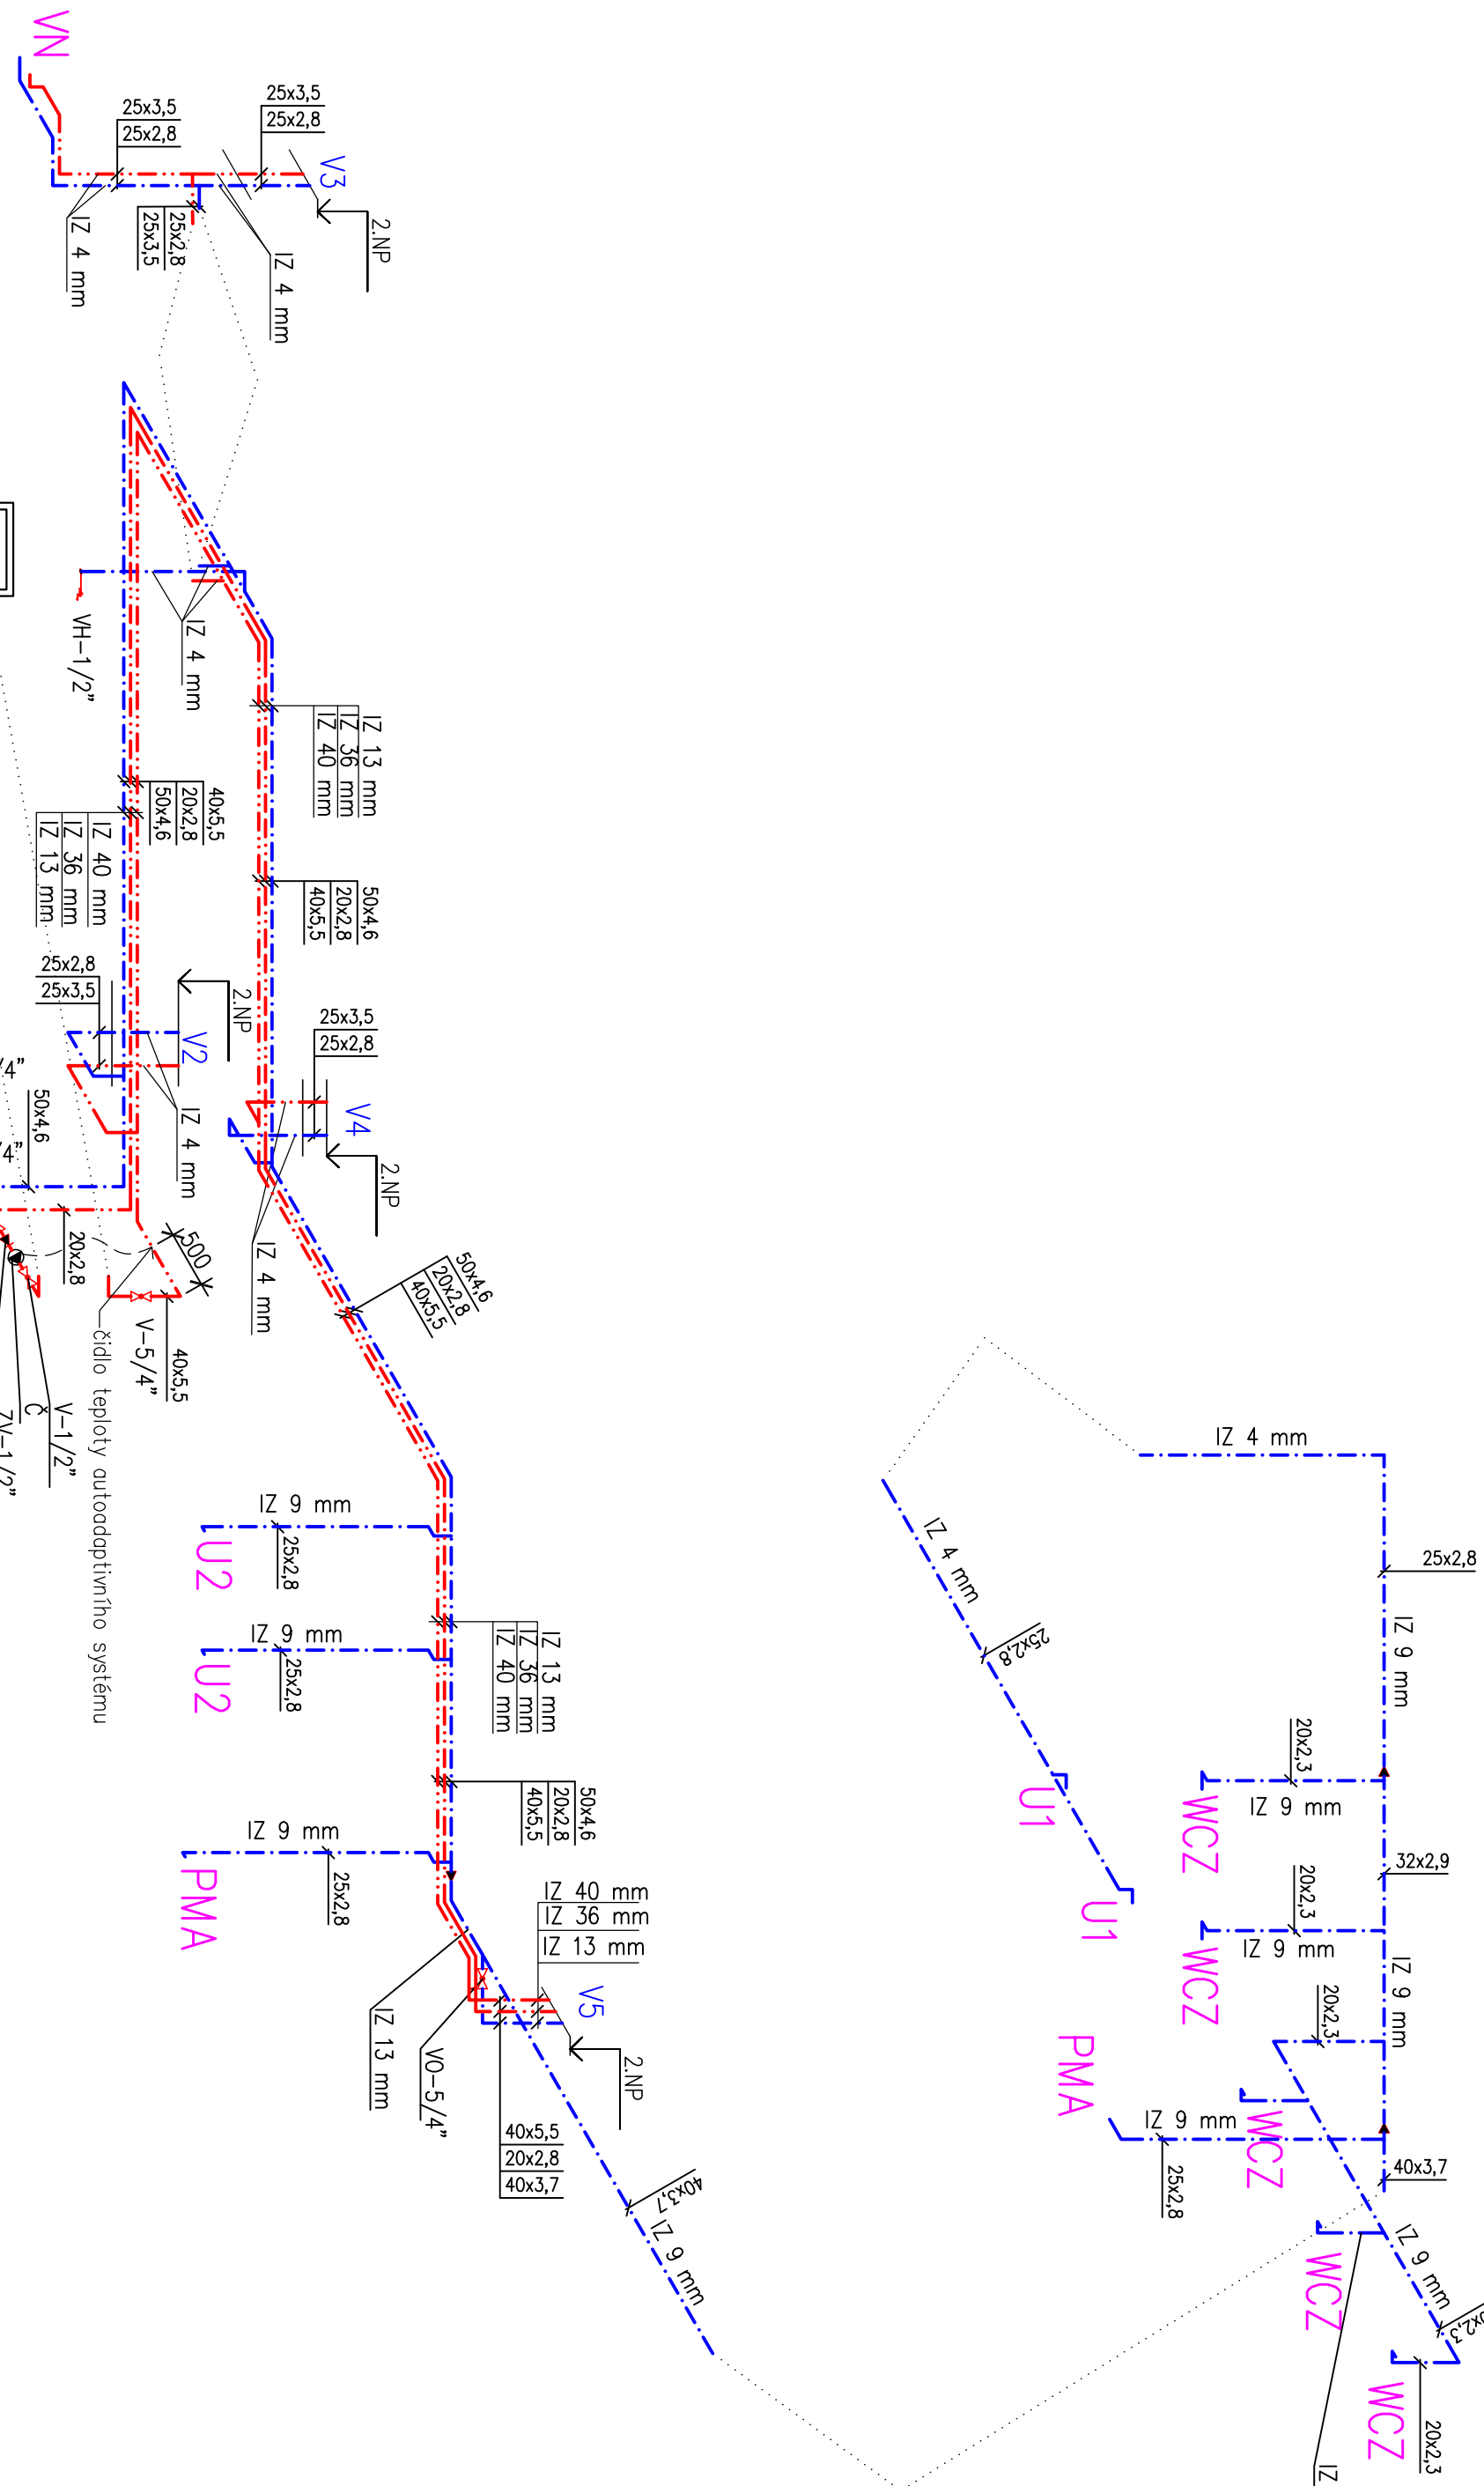 VN
25x3,5
25x2,8
25x3,5
25x2,8
V3
2.NP
IZ 4 mm
25x2,8
25x3,5
IZ 4 mm
VH-1/2"
IZ 4 mm
IZ 13 mm
IZ 36 mm
IZ 40 mm
40x5,5
20x2,8
50x4,6
IZ 40 mm
IZ 36 mm
IZ 13 mm
50x4,6
20x2,8
40x5,5
25x2,8
25x3,5
2.NP
V2
IZ 4 mm
25x3,5
25x2,8
V4
2.NP
IZ 4 mm
/4"
50x4,6
/4"
20x2,8
500
40x5,5
V-5/4"
čidlo teploty autoadaptivního systému
V-1/2"
Č
ZV-1/2"
50x4,6
20x2,8
40x5,5
IZ 9 mm
25x2,8
U2
IZ 9 mm
25x2,8
U2
IZ 13 mm
IZ 36 mm
IZ 40 mm
50x4,6
20x2,8
40x5,5
IZ 9 mm
25x2,8
PMA
IZ 40 mm
IZ 36 mm
IZ 13 mm
V5
2.NP
IZ 13 mm
VO-5/4"
40x5,5
20x2,8
40x3,7
40x3,7
IZ 9 mm
IZ 4 mm
25x2,8
IZ 4 mm
25x2,8
U1
U1
IZ 9 mm
20x2,3
IZ 9 mm
WCZ
32x2,9
20x2,3
IZ 9 mm
WCZ
IZ 9 mm
20x2,3
PMA
IZ 9 mm
25x2,8
WCZ
40x3,7
WCZ
IZ 9 mm
x2,3
WCZ
20x2,3
IZ